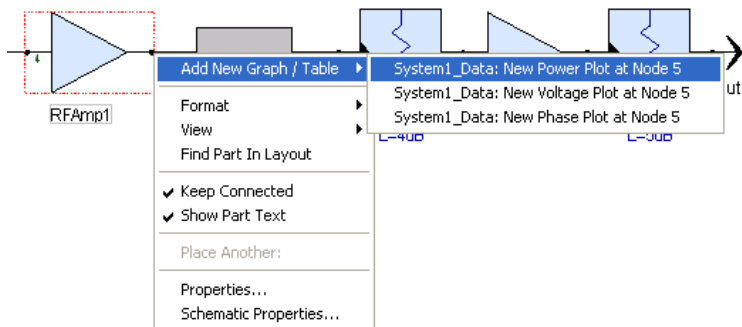 Add New Graph / Table
System1_Data: New Power Plot at Node 5
System1_Data: New Voltage Plot at Node 5
System1_Data: New Phase Plot at Node 5
ut
RFAmp1
Format
View
Find Part In Layout
Keep Connected
Show Part Text
Place Another:
Properties...
Schematic Properties...